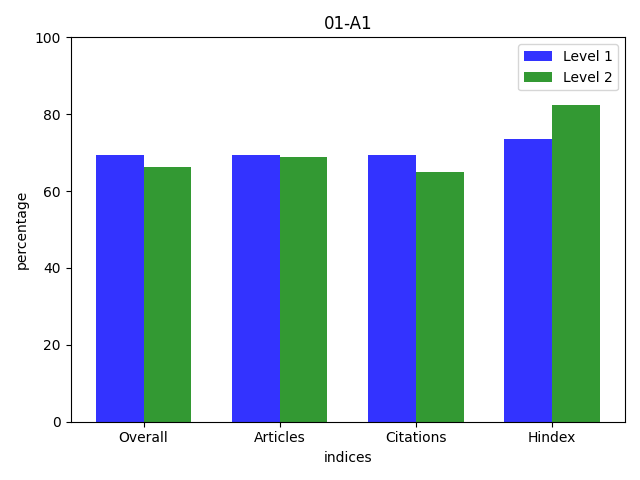 01-A1
Level 1
Level 2
percentage
100
80
60
40
20
0
Overall
Articles
Citations
Hindex
indices